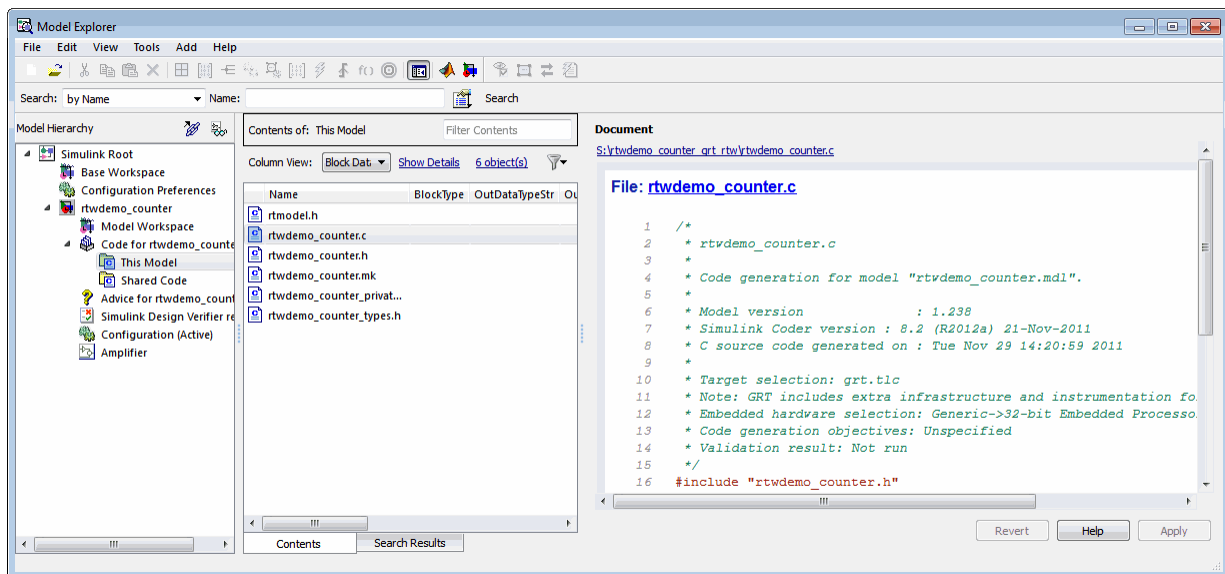 Model Explorer
File Edit View Tools Add Help
Search: by Name Name: Search
Model Hierarchy
Simulink Root
Base Workspace
Configuration Preferences
rtwdemo_counter
Model Workspace
Code for rtwdemo_counte
This Model
Shared Code
Advice for rtwdemo_count
Simulink Design Verifier re
Configuration (Active)
Amplifier
Contents of: This Model Filter Contents
Column View: Block Data Show Details 6 object(s)
Name BlockType OutDataTypeStr Ou
rtmodel.h
rtwdemo_counter.c
rtwdemo_counter.h
rtwdemo_counter.mk
rtwdemo_counter_privat...
rtwdemo_counter_types.h
Contents Search Results
Document
S:\rtwdemo_counter_grt_rtw\rtwdemo_counter.c
File: rtwdemo_counter.c
1 /*
2 * rtwdemo_counter.c
3 *
4 * Code generation for model "rtwdemo_counter.mdl".
5 *
6 * Model version : 1.238
7 * Simulink Coder version : 8.2 (R2012a) 21-Nov-2011
8 * C source code generated on : Tue Nov 29 14:20:59 2011
9 *
10 * Target selection: grt.tlc
11 * Note: GRT includes extra infrastructure and instrumentation fo
12 * Embedded hardware selection: Generic->32-bit Embedded Processo
13 * Code generation objectives: Unspecified
14 * Validation result: Not run
15 */
16 #include "rtwdemo_counter.h"
Revert Help Apply